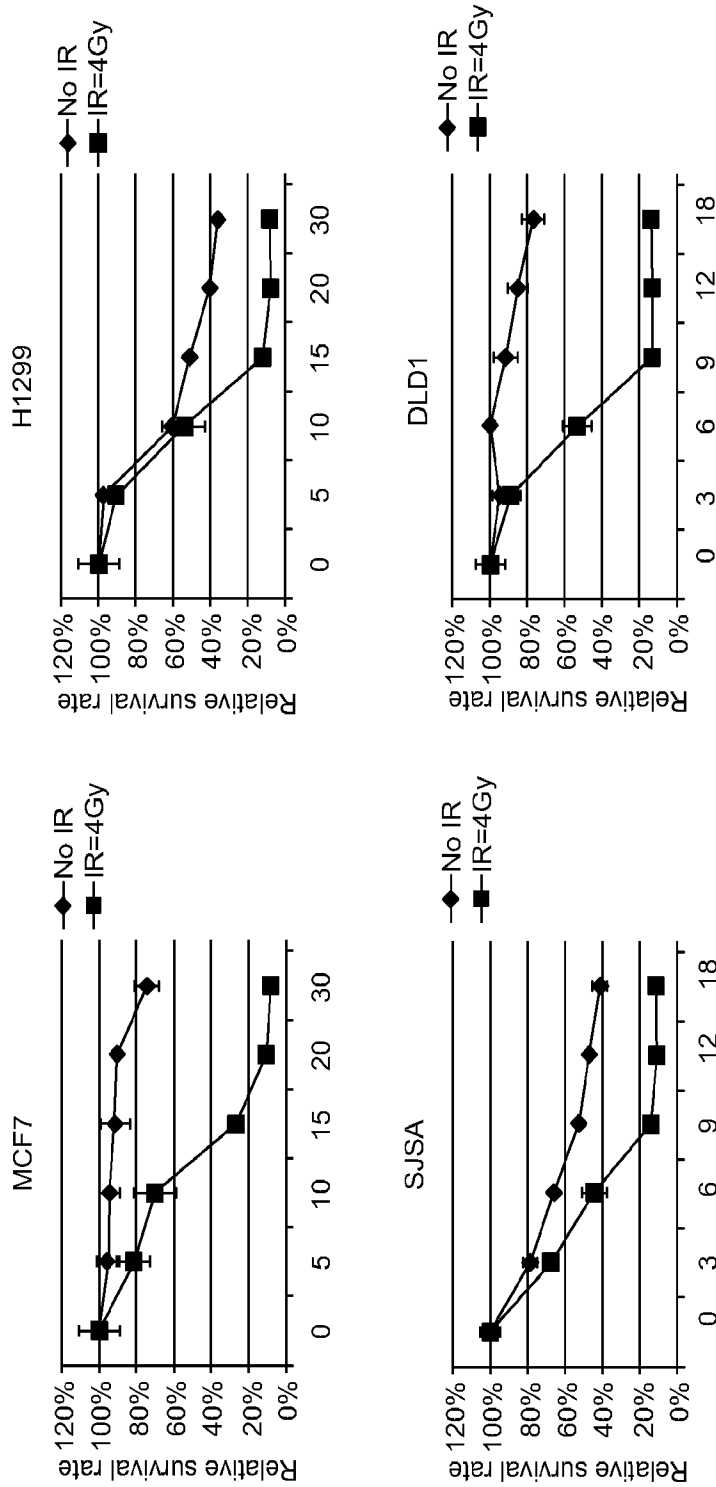 MCF7
No IR
IR=4Gy
Relative survival rate
120%
100%
80%
60%
40%
20%
0%
0 5 10 15 20 30
H1299
No IR
IR=4Gy
Relative survival rate
120%
100%
80%
60%
40%
20%
0%
0 5 10 15 20 30
SJSA
No IR
IR=4Gy
Relative survival rate
120%
100%
80%
60%
40%
20%
0%
0 3 6 9 12 18
DLD1
No IR
IR=4Gy
Relative survival rate
120%
100%
80%
60%
40%
20%
0%
0 3 6 9 12 18